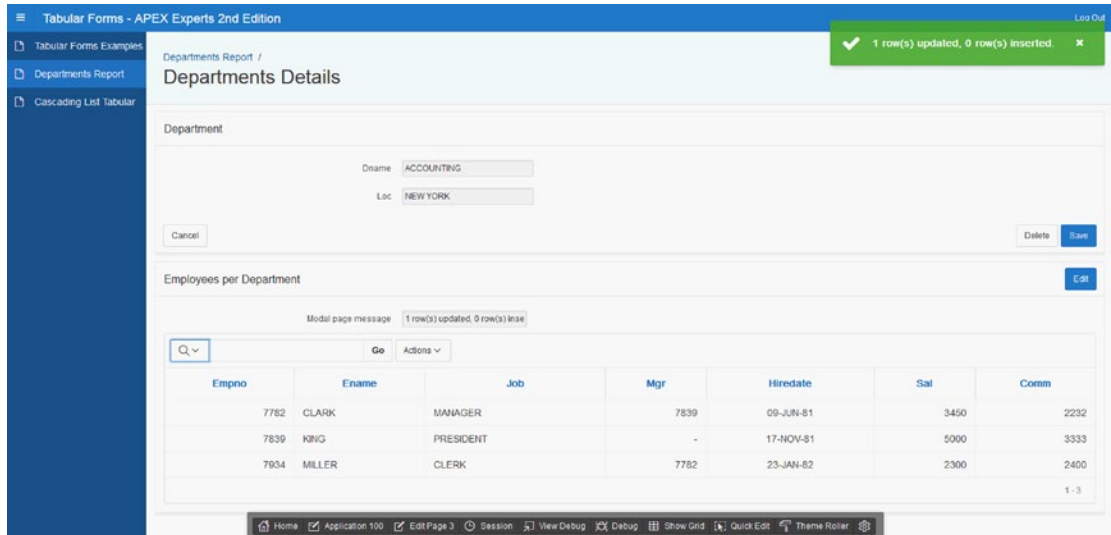 Tabular Forms - APEX Experts 2nd Edition
Log Out
Tabular Forms Examples
Departments Report
Cascading List Tabular
1 row(s) updated, 0 row(s) inserted.
Departments Report /
Departments Details
Department
Dname ACCOUNTING
Loc NEW YORK
Cancel Delete Save
Employees per Department Edit
Modal page message 1 row(s) updated, 0 row(s) inse
Go Actions
Empno Ename Job Mgr Hiredate Sal Comm
7782 CLARK MANAGER 7839 09-JUN-81 3450 2232
7839 KING PRESIDENT - 17-NOV-81 5000 3333
7934 MILLER CLERK 7782 23-JAN-82 2300 2400
1 - 3
Home Application 100 Edit Page 3 Session View Debug Debug Show Grid Quick Edit Theme Roller